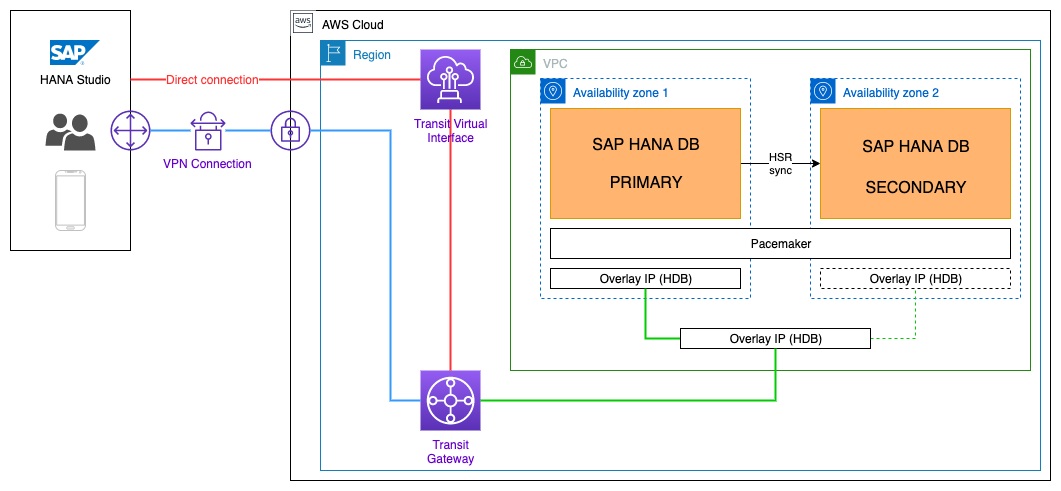 aws
AWS Cloud
SAP
HANA Studio
Region
VPC
Direct connection
Availability zone 1
Availability zone 2
Transit Virtual
Interface
VPN Connection
SAP HANA DB
PRIMARY
HSR
sync
SAP HANA DB
SECONDARY
Pacemaker
Overlay IP (HDB)
Overlay IP (HDB)
Overlay IP (HDB)
Transit
Gateway